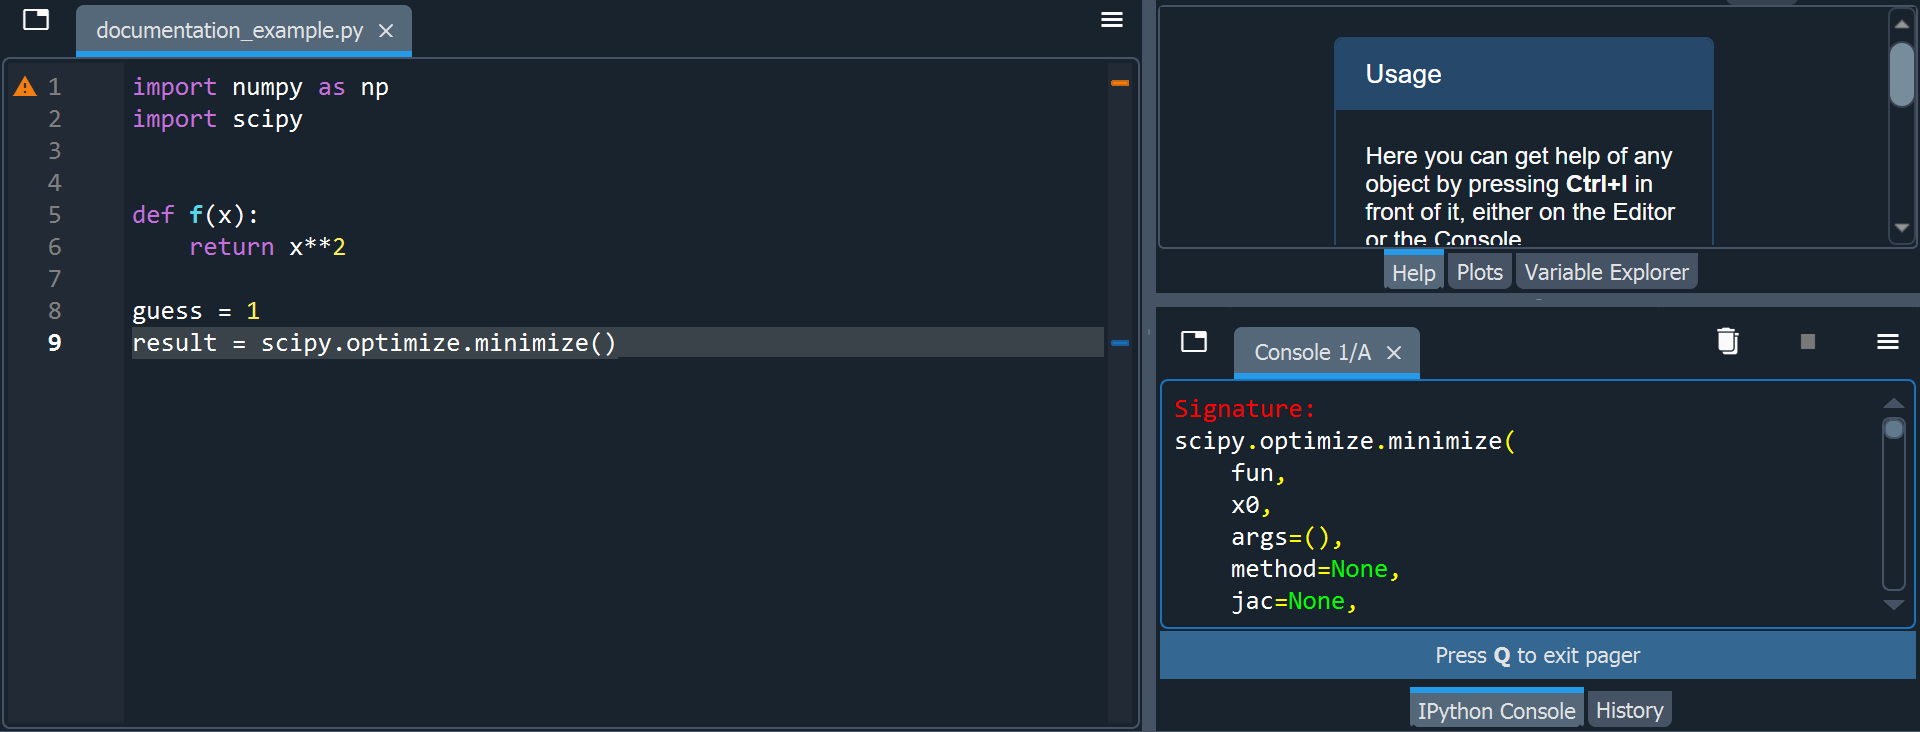 documentation_example.py
1 import numpy as np
2 import scipy
3
4
5 def f(x):
6     return x**2
7
8 guess = 1
9 result = scipy.optimize.minimize()
Usage
Here you can get help of any
object by pressing Ctrl+I in
front of it, either on the Editor
or the Console
Help Plots Variable Explorer
Console 1/A
Signature:
scipy.optimize.minimize(
    fun,
    x0,
    args=(),
    method=None,
    jac=None,
Press Q to exit pager
IPython Console History